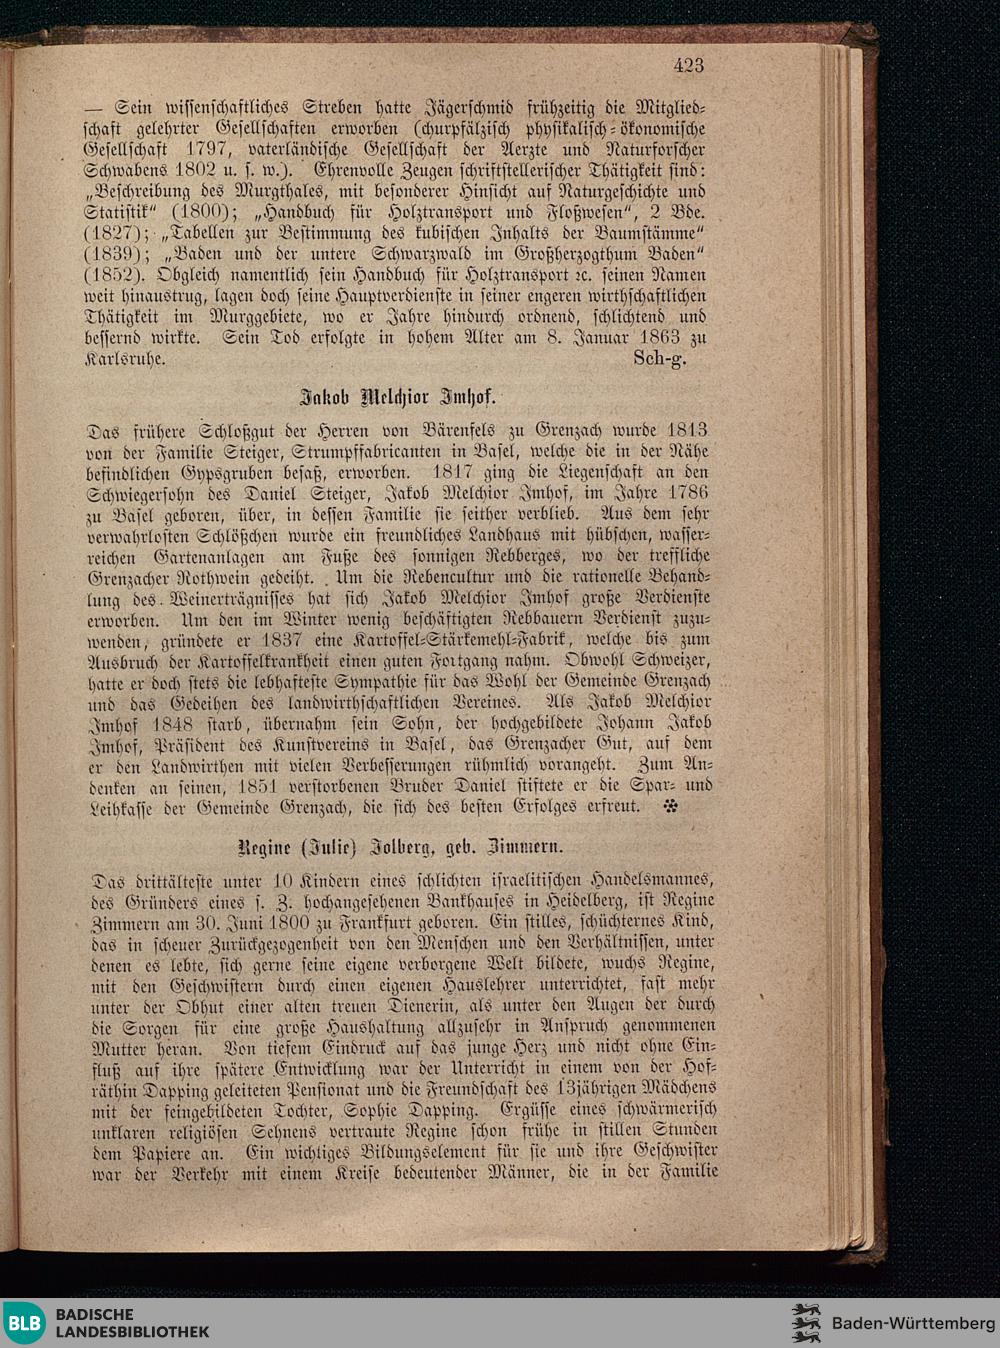 423
— Sein wissenschaftliches Streben hatte Jägerschmid frühzeitig die Mitglied-
schaft gelehrter Gesellschaften erworben (churpfälzisch physikalisch-ökonomische
Gesellschaft 1797, vaterländische Gesellschaft der Aerzte und Naturforscher
Schwabens 1802 u. s. w.). Ehrenvolle Zeugen schriftstellerischer Thätigkeit sind:
„Beschreibung des Murgthales, mit besonderer Hinsicht auf Naturgeschichte und
Statistik“ (1800); „Handbuch für Holztransport und Floßwesen“, 2 Bde.
(1827); „Tabellen zur Bestimmung des kubischen Inhalts der Baumstämme“
(1839); „Baden und der untere Schwarzwald im Großherzogthum Baden“
(1852). Obgleich namentlich sein Handbuch für Holztransport ꝛc. seinen Namen
weit hinaustrug, lagen doch seine Hauptverdienste in seiner engeren wirthschaftlichen
Thätigkeit im Murggebiete, wo er Jahre hindurch ordnend, schlichtend und
bessernd wirkte. Sein Tod erfolgte in hohem Alter am 8. Januar 1863 zu
Karlsruhe. Sch-g.
Jakob Melchior Imhof.
Das frühere Schloßgut der Herren von Bärenfels zu Grenzach wurde 1813
von der Familie Steiger, Strumpffabricanten in Basel, welche die in der Nähe
befindlichen Gypsgruben besaß, erworben. 1817 ging die Liegenschaft an den
Schwiegersohn des Daniel Steiger, Jakob Melchior Imhof, im Jahre 1786
zu Basel geboren, über, in dessen Familie sie seither verblieb. Aus dem sehr
verwahrlosten Schlößchen wurde ein freundliches Landhaus mit hübschen, wasser-
reichen Gartenanlagen am Fuße des sonnigen Rebberges, wo der treffliche
Grenzacher Rothwein gedeiht. Um die Rebencultur und die rationelle Behand-
lung des Weinerträgnisses hat sich Jakob Melchior Imhof große Verdienste
erworben. Um den im Winter wenig beschäftigten Rebbauern Verdienst zuzu-
wenden, gründete er 1837 eine Kartoffel-Stärkemehl-Fabrik, welche bis zum
Ausbruch der Kartoffelkrankheit einen guten Fortgang nahm. Obwohl Schweizer,
hatte er doch stets die lebhafteste Sympathie für das Wohl der Gemeinde Grenzach
und das Gedeihen des landwirthschaftlichen Vereines. Als Jakob Melchior
Imhof 1848 starb, übernahm sein Sohn, der hochgebildete Johann Jakob
Imhof, Präsident des Kunstvereins in Basel, das Grenzacher Gut, auf dem
er den Landwirthen mit vielen Verbesserungen rühmlich vorangeht. Zum An-
denken an seinen, 1851 verstorbenen Bruder Daniel stiftete er die Spar- und
Leihkasse der Gemeinde Grenzach, die sich des besten Erfolges erfreut. ✼
Regine (Julie) Jolberg, geb. Zimmern.
Das drittälteste unter 10 Kindern eines schlichten israelitischen Handelsmannes,
des Gründers eines s. Z. hochangesehenen Bankhauses in Heidelberg, ist Regine
Zimmern am 30. Juni 1800 zu Frankfurt geboren. Ein stilles, schüchternes Kind,
das in scheuer Zurückgezogenheit von den Menschen und den Verhältnissen, unter
denen es lebte, sich gerne seine eigene verborgene Welt bildete, wuchs Regine,
mit den Geschwistern durch einen eigenen Hauslehrer unterrichtet, fast mehr
unter der Obhut einer alten treuen Dienerin, als unter den Augen der durch
die Sorgen für eine große Haushaltung allzusehr in Anspruch genommenen
Mutter heran. Von tiefem Eindruck auf das junge Herz und nicht ohne Ein-
fluß auf ihre spätere Entwicklung war der Unterricht in einem von der Hof-
räthin Dapping geleiteten Pensionat und die Freundschaft des 13jährigen Mädchens
mit der feingebildeten Tochter, Sophie Dapping. Ergüsse eines schwärmerisch
unklaren religiösen Sehnens vertraute Regine schon frühe in stillen Stunden
dem Papiere an. Ein wichtiges Bildungselement für sie und ihre Geschwister
war der Verkehr mit einem Kreise bedeutender Männer, die in der Familie
BLB BADISCHE
LANDESBIBLIOTHEK
Baden-Württemberg